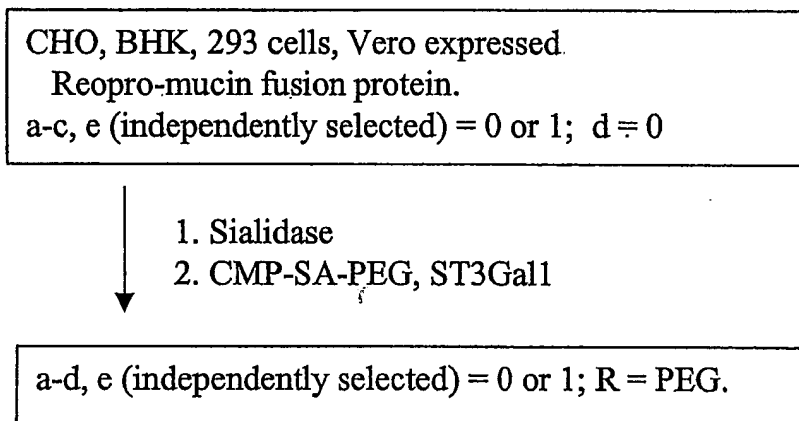 CHO, BHK, 293 cells, Vero expressed
Reopro-mucin fusion protein.
a-c, e (independently selected) = 0 or 1; d = 0
1. Sialidase
2. CMP-SA-PEG, ST3Gal1
a-d, e (independently selected) = 0 or 1; R = PEG.